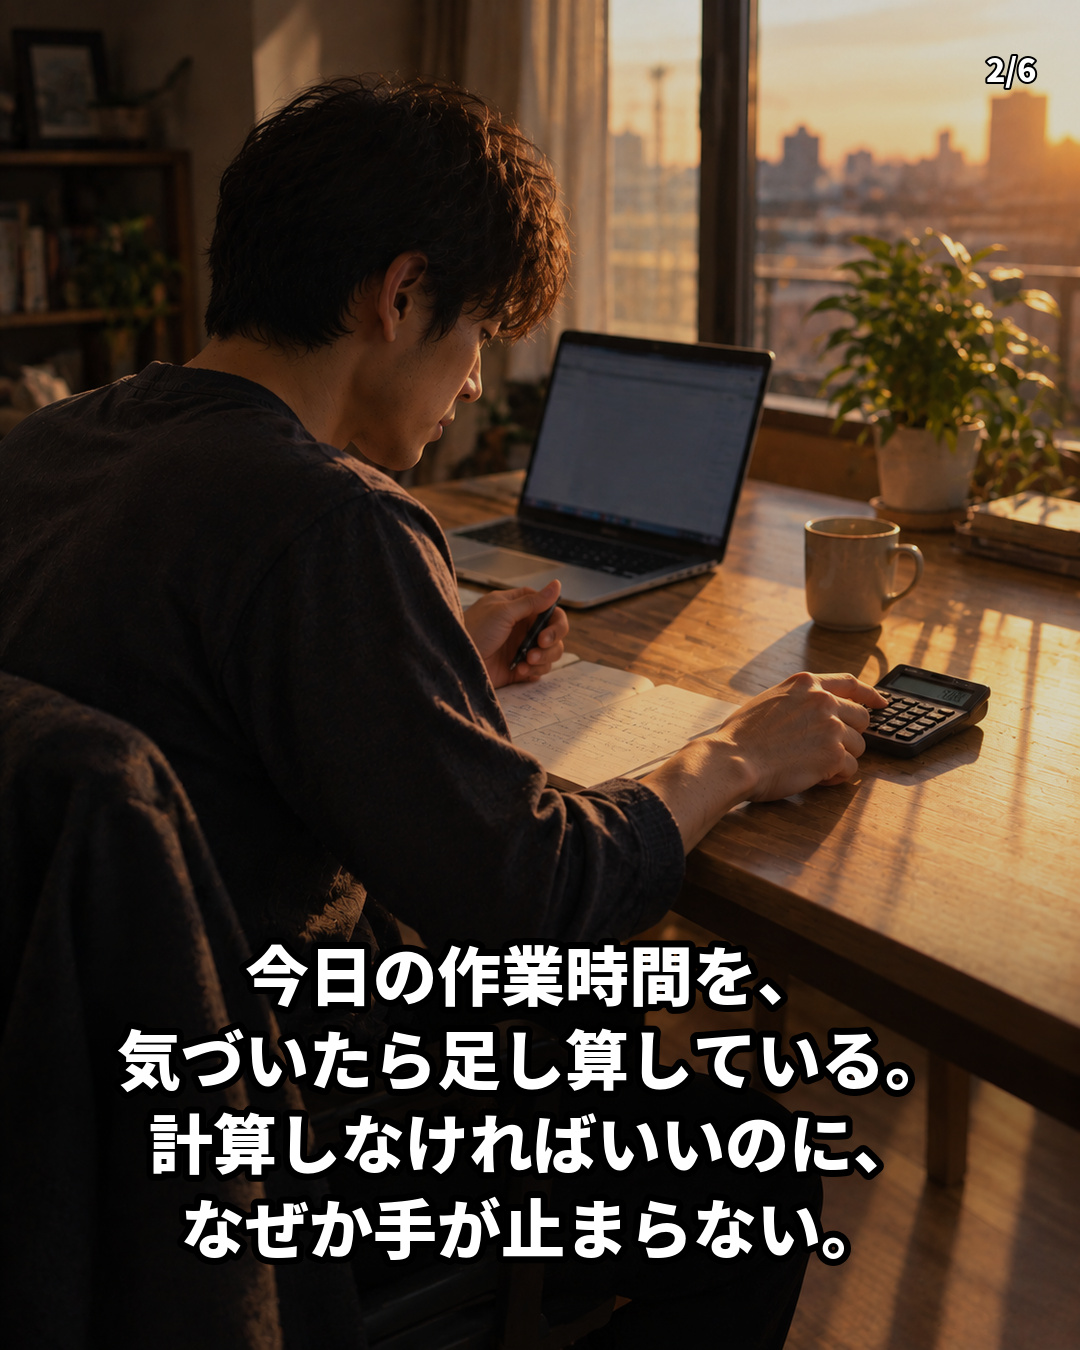 2/6
今日の作業時間を、
気づいたら足し算している。
計算しなければいいのに、
なぜか手が止まらない。